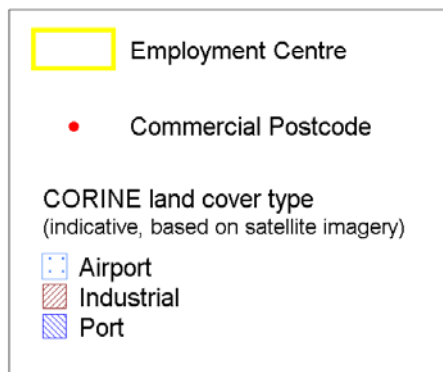 Employment Centre
Commercial Postcode
CORINE land cover type
(indicative, based on satellite imagery)
Airport
Industrial
Port